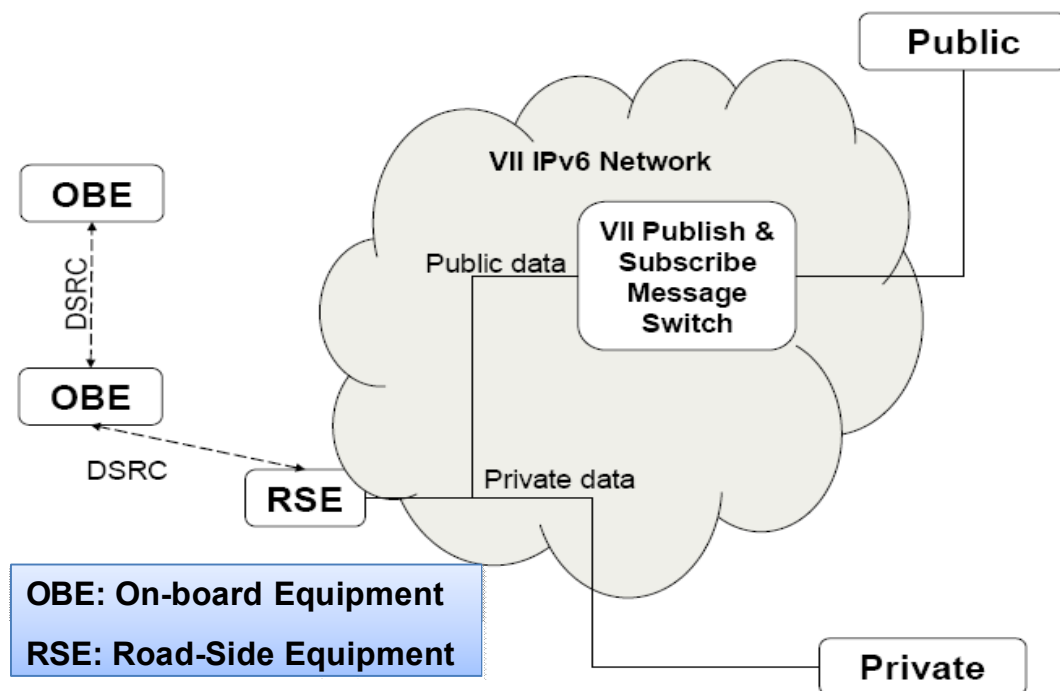 Public
VII IPv6 Network
OBE
VII Publish &
Subscribe
Message
Switch
Public data
DSRC
OBE
DSRC
Private data
RSE
OBE: On-board Equipment
RSE: Road-Side Equipment
Private